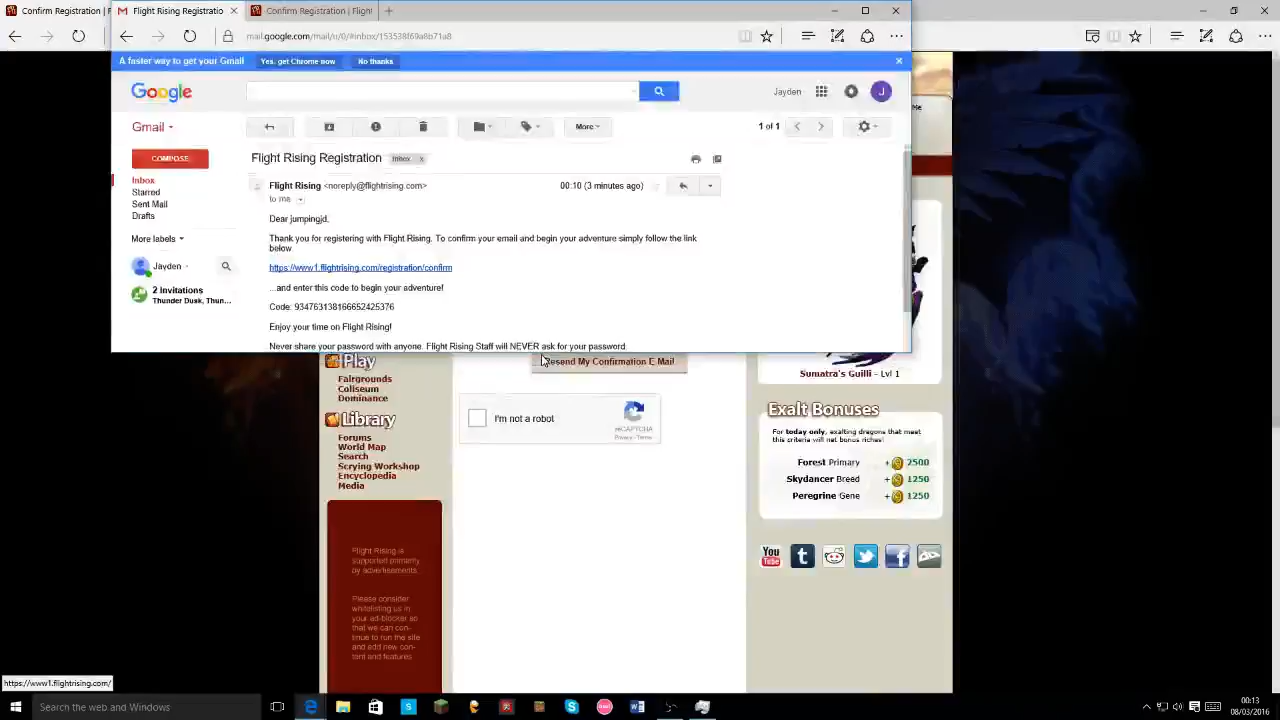 Confirm Registration | F
Flight Rising Registration
Confirm Registration | F
mail.google.com/mail/u/0/#inbox/153538f69a8b71a8
A faster way to get your Gmail
Yes, get Chrome now
No thanks
Google
Jayden
J
Gmail
More
1 of 1
COMPOSE
Flight Rising Registration
Inbox x
Inbox
Starred
Sent Mail
Drafts
More labels
Flight Rising <noreply@flightrising.com>
00:10 (3 minutes ago)
to me
Dear jumpingjd,
Thank you for registering with Flight Rising. To confirm your email and begin your adventure simply follow the link
below
https://www1.flightrising.com/registration/confirm
...and enter this code to begin your adventure!
Code: 934763138166652425376
Enjoy your time on Flight Rising!
Never share your password with anyone. Flight Rising Staff will NEVER ask for your password.
Jayden
2 Invitations
Thunder Dusk, Thun...
Resend My Confirmation E-Mail
I'm not a robot
reCAPTCHA
Privacy - Terms
Play
Fairgrounds
Coliseum
Dominance
Library
Forums
World Map
Search
Scrying Workshop
Encyclopedia
Media
Flight Rising is
supported primarily
by advertisements.
Please consider
whitelisting us in
your ad-blocker so
that we can con-
tinue to run the site
and add new con-
tent and features
Sumatra's Guilli - Lvl 1
Exalt Bonuses
For today only, exalting dragons that meet
this criteria will net bonus riches!
Forest Primary + 2500
Skydancer Breed + 1250
Peregrine Gene + 1250
You
Tube
https://www1.flightrising.com/
Search the web and Windows
00:13
08/03/2016